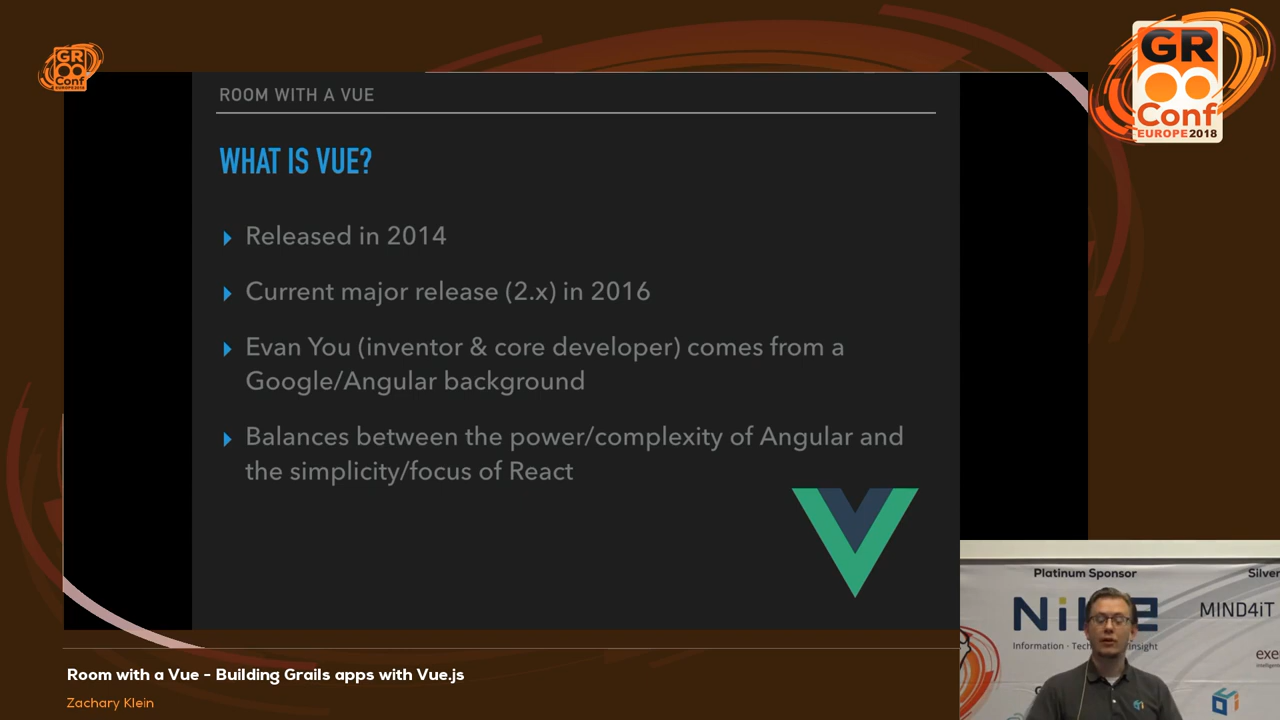 GR
Conf
EUROPE 2018
GR
Conf
EUROPE 2018
ROOM WITH A VUE
WHAT IS VUE?
Released in 2014
Current major release (2.x) in 2016
Evan You (inventor & core developer) comes from a
Google/Angular background
Balances between the power/complexity of Angular and
the simplicity/focus of React
Platinum Sponsor
Silver
MIND4iT
Information - Tech
exe
Room with a Vue - Building Grails apps with Vue.js
Zachary Klein